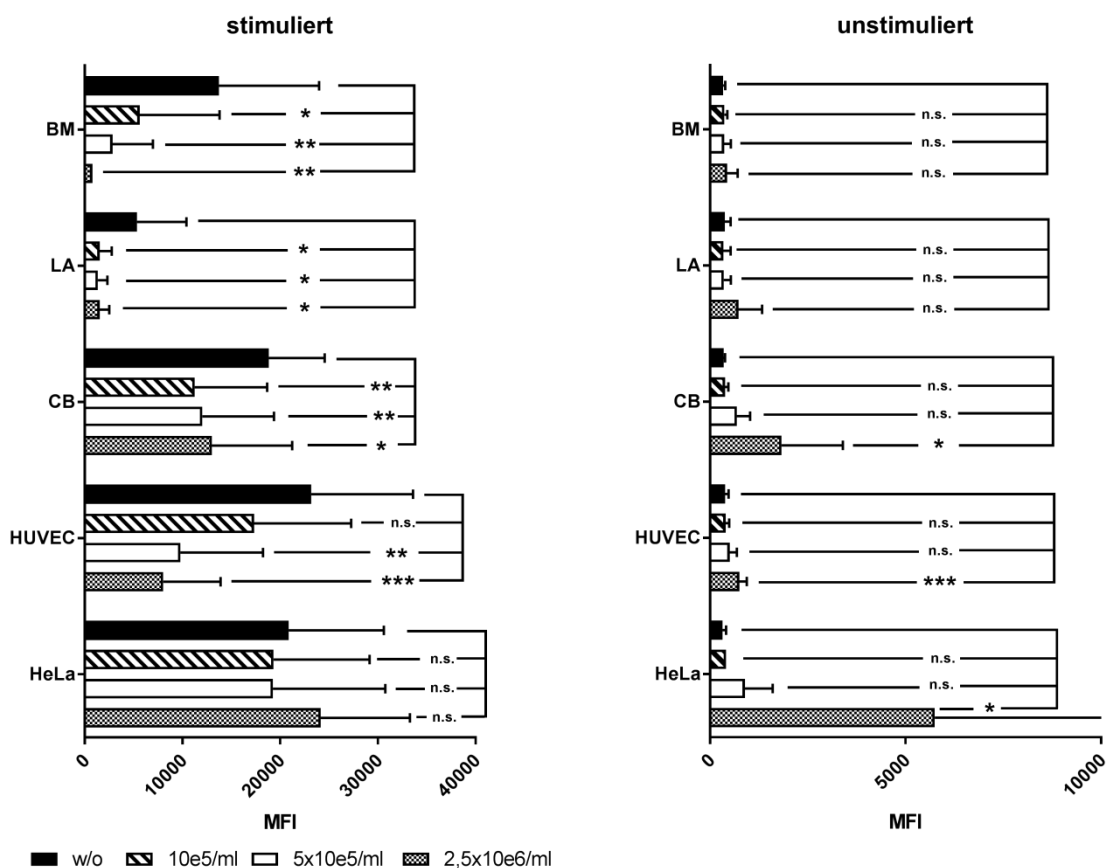 stimuliert
BM
*
**
**
LA
*
*
*
CB
**
**
*
HUVEC
n.s.
**
***
HeLa
n.s.
n.s.
n.s.
0 10000 20000 30000 40000
MFI
unstimuliert
BM
n.s.
n.s.
n.s.
LA
n.s.
n.s.
n.s.
CB
n.s.
n.s.
*
HUVEC
n.s.
n.s.
***
HeLa
n.s.
n.s.
*
0 5000 10000
MFI
w/o 10e5/ml 5x10e5/ml 2,5x10e6/ml